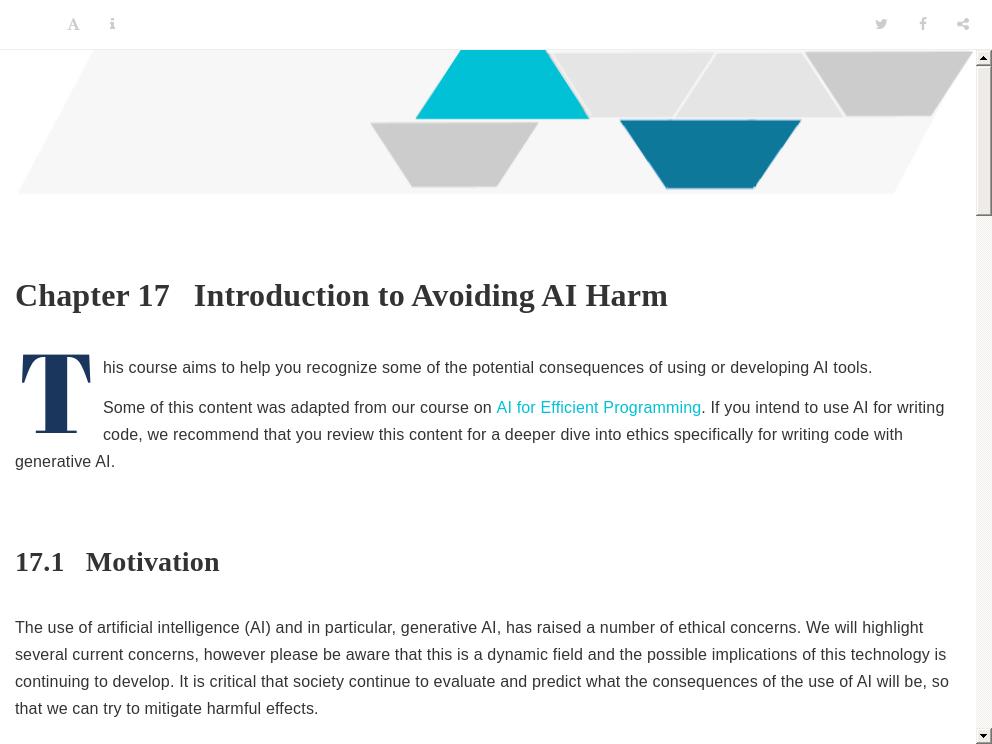 Chapter 17 Introduction to Avoiding AI Harm
This course aims to help you recognize some of the potential consequences of using or developing AI tools.
Some of this content was adapted from our course on AI for Efficient Programming. If you intend to use AI for writing
code, we recommend that you review this content for a deeper dive into ethics specifically for writing code with
generative AI.
17.1 Motivation
The use of artificial intelligence (AI) and in particular, generative AI, has raised a number of ethical concerns. We will highlight
several current concerns, however please be aware that this is a dynamic field and the possible implications of this technology is
continuing to develop. It is critical that society continue to evaluate and predict what the consequences of the use of AI will be, so
that we can try to mitigate harmful effects.